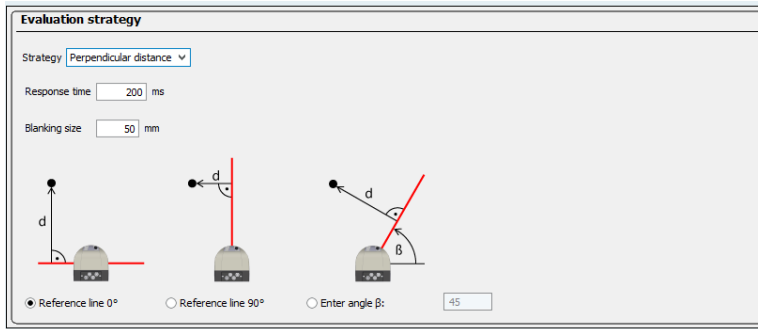 Evaluation strategy
Strategy Perpendicular distance
Response time 200 ms
Blanking size 50 mm
d d d
β
Reference line 0° Reference line 90° Enter angle β: 45